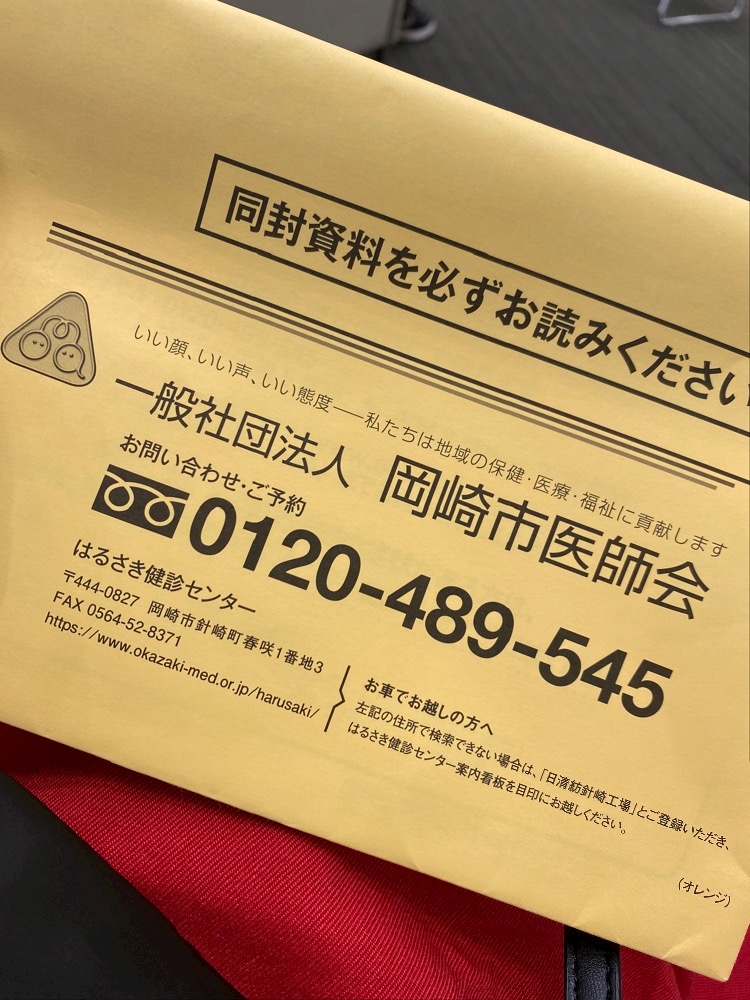 同封資料を必ずお読みください
いい顔、いい声、いい態度――私たちは地域の保健・医療・福祉に貢献します
一般社団法人 岡崎市医師会
お問い合わせ・ご予約
0120-489-545
はるさき健診センター
〒444-0827 岡崎市針崎町春咲1番地3
FAX 0564-52-8371
https://www.okazaki-med.or.jp/harusaki/
お車でお越しの方へ
左記の住所で検索できない場合は、「日清紡針崎工場」とご登録いただき、
はるさき健診センター案内看板を目印にお越しください。
(オレンジ)